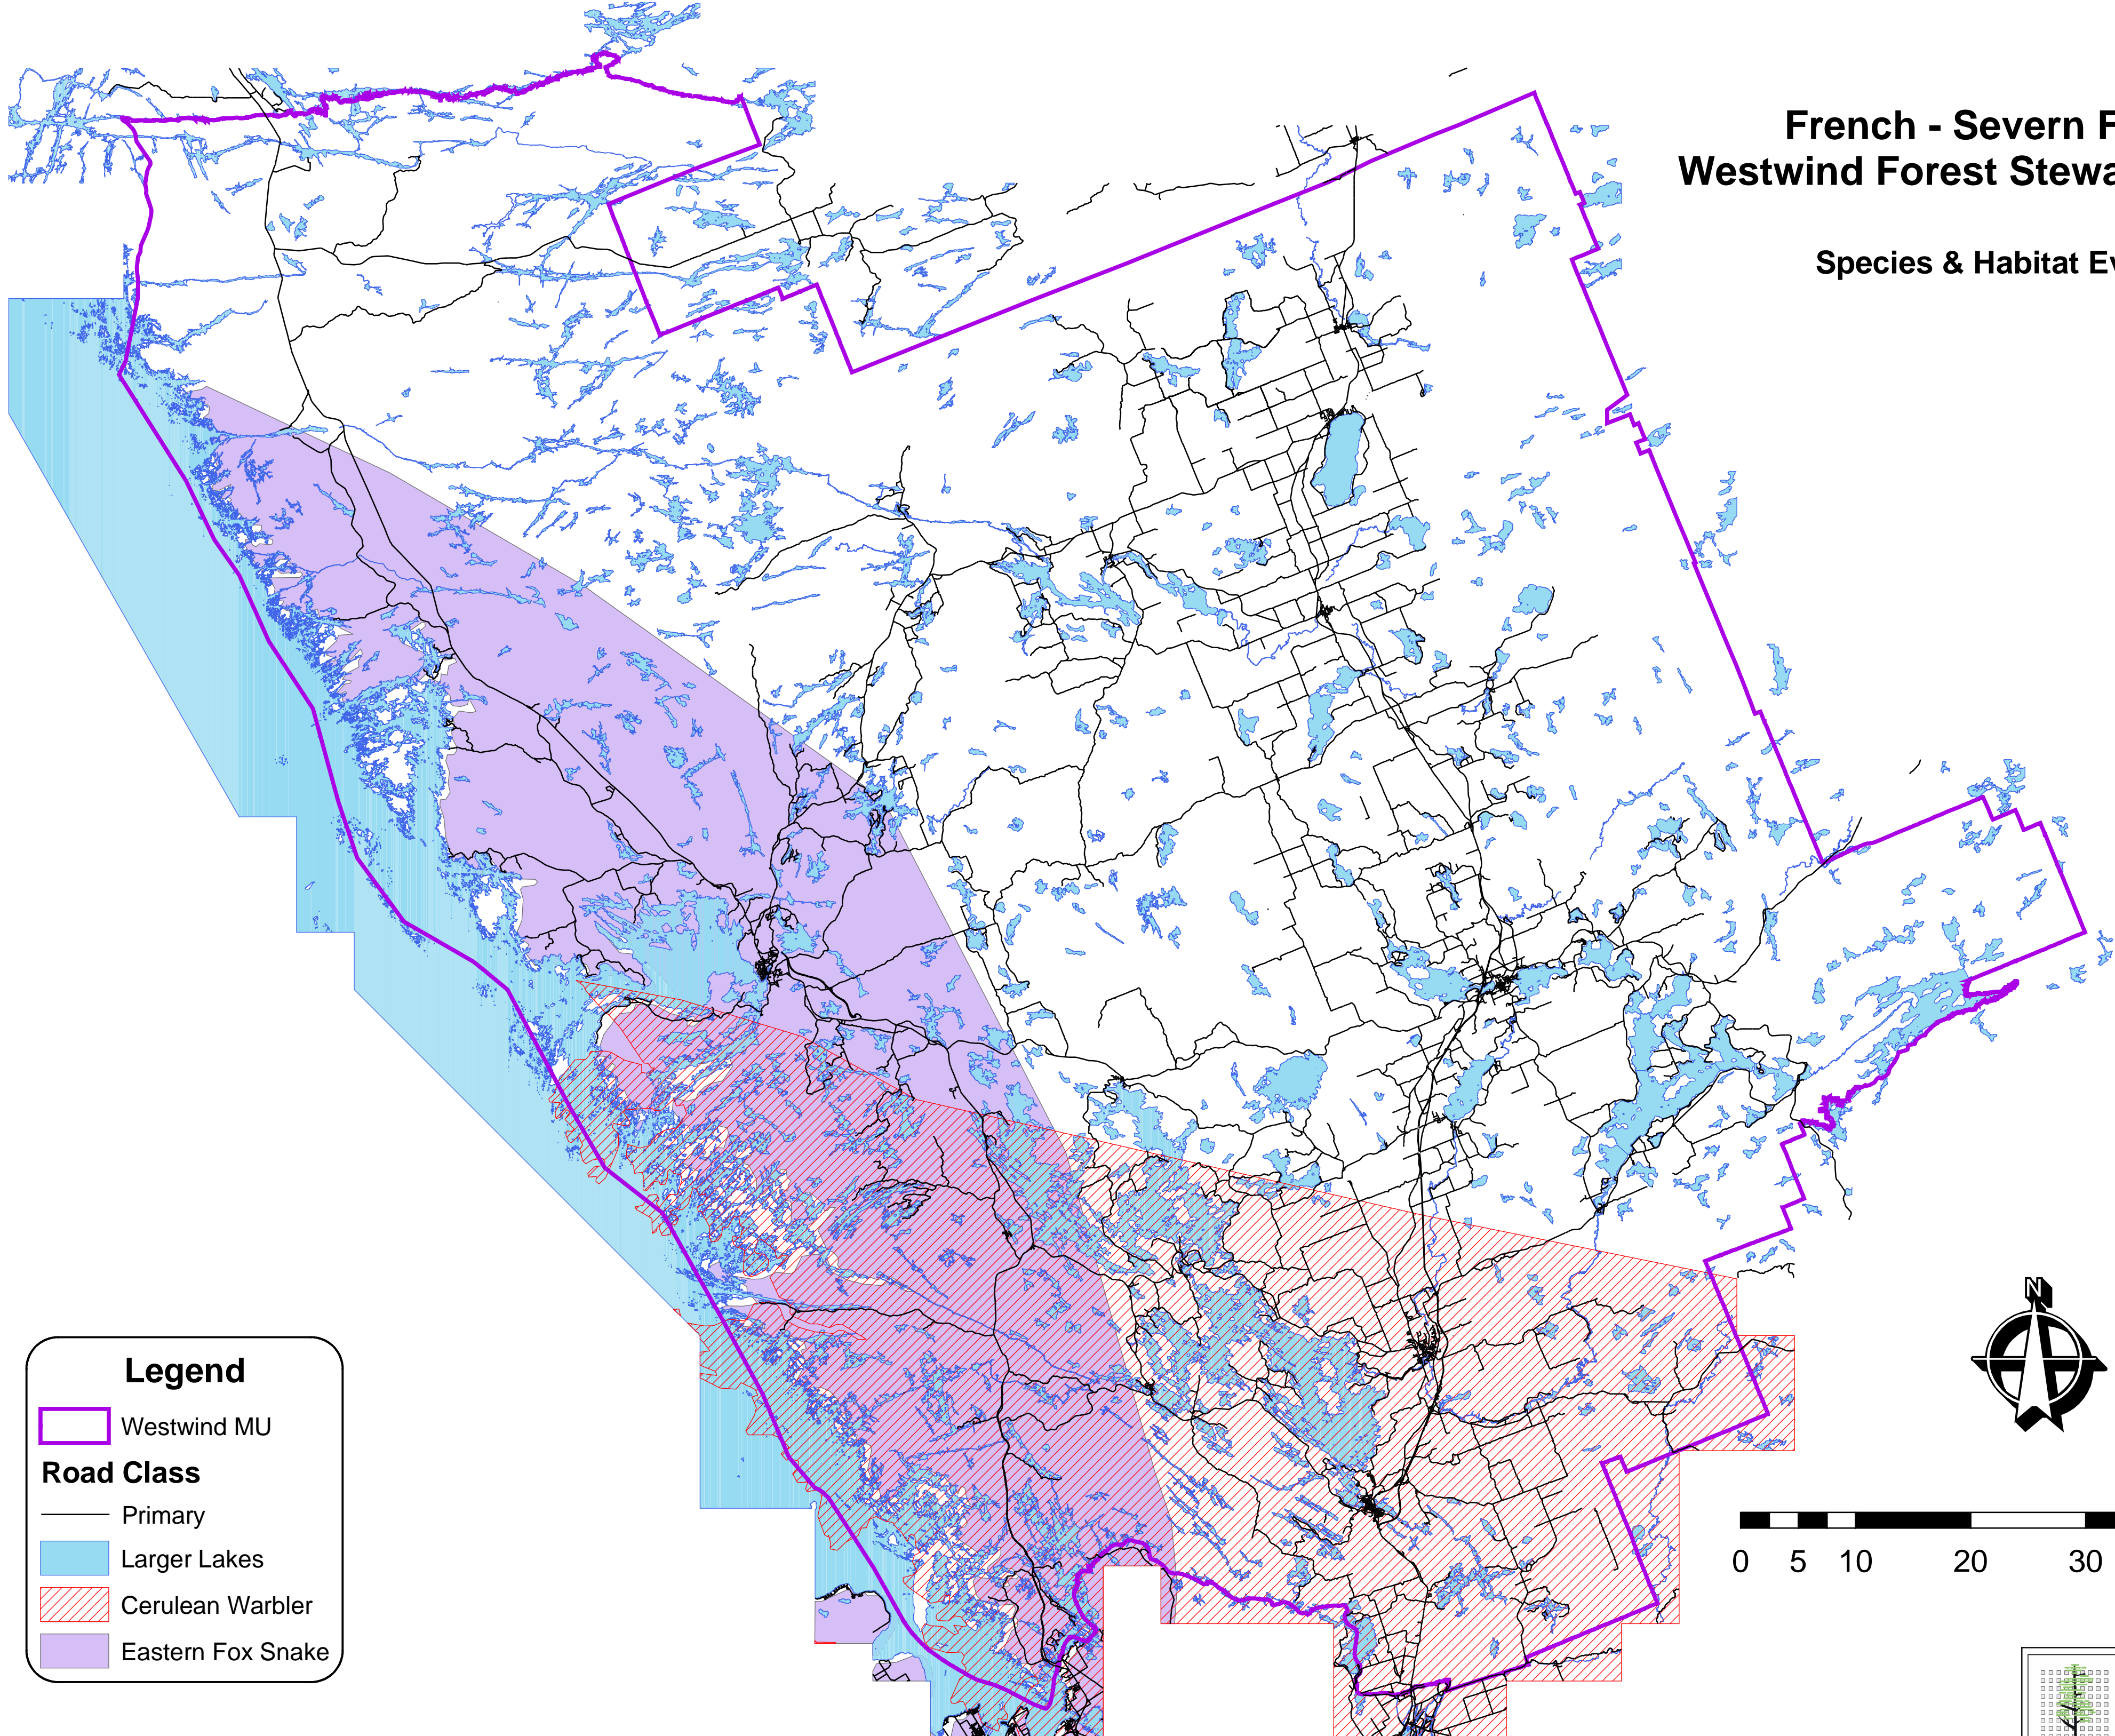 French - Severn F
Westwind Forest Stewa
Species & Habitat Ev
N
Legend
Westwind MU
Road Class
Primary
Larger Lakes
Cerulean Warbler
Eastern Fox Snake
0 5 10 20 30